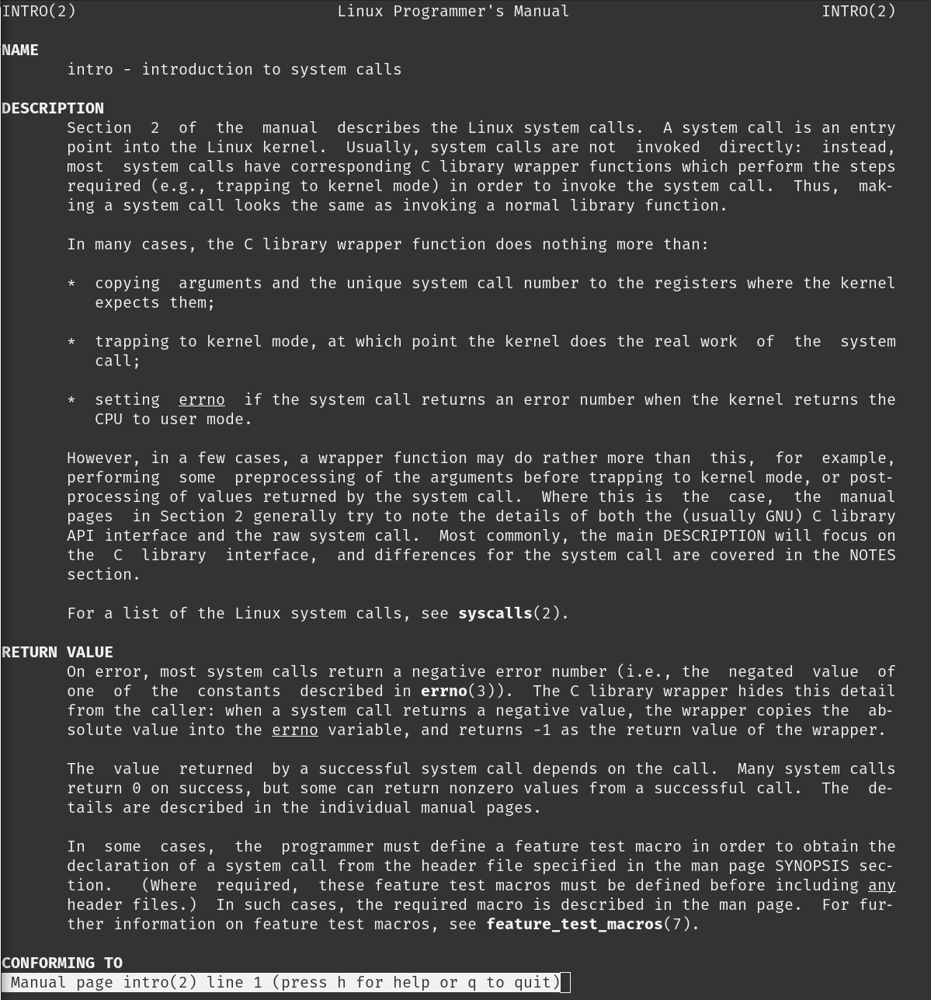 INTRO(2)                            Linux Programmer's Manual                           INTRO(2)

NAME
       intro - introduction to system calls

DESCRIPTION
       Section  2  of  the  manual  describes the Linux system calls.  A system call is an entry
       point into the Linux kernel.  Usually, system calls are not  invoked  directly:  instead,
       most  system calls have corresponding C library wrapper functions which perform the steps
       required (e.g., trapping to kernel mode) in order to invoke the system call.  Thus,  mak-
       ing a system call looks the same as invoking a normal library function.

       In many cases, the C library wrapper function does nothing more than:

       *  copying  arguments and the unique system call number to the registers where the kernel
          expects them;

       *  trapping to kernel mode, at which point the kernel does the real work  of  the  system
          call;

       *  setting  errno  if the system call returns an error number when the kernel returns the
          CPU to user mode.

       However, in a few cases, a wrapper function may do rather more than  this,  for  example,
       performing  some  preprocessing of the arguments before trapping to kernel mode, or post-
       processing of values returned by the system call.  Where this is  the  case,  the  manual
       pages  in Section 2 generally try to note the details of both the (usually GNU) C library
       API interface and the raw system call.  Most commonly, the main DESCRIPTION will focus on
       the  C  library  interface,  and differences for the system call are covered in the NOTES
       section.

       For a list of the Linux system calls, see syscalls(2).

RETURN VALUE
       On error, most system calls return a negative error number (i.e., the  negated  value  of
       one  of  the  constants  described in errno(3)).  The C library wrapper hides this detail
       from the caller: when a system call returns a negative value, the wrapper copies the  ab-
       solute value into the errno variable, and returns -1 as the return value of the wrapper.

       The  value  returned  by a successful system call depends on the call.  Many system calls
       return 0 on success, but some can return nonzero values from a successful call.  The  de-
       tails are described in the individual manual pages.

       In  some  cases,  the  programmer must define a feature test macro in order to obtain the
       declaration of a system call from the header file specified in the man page SYNOPSIS sec-
       tion.   (Where  required,  these feature test macros must be defined before including any
       header files.)  In such cases, the required macro is described in the man page.  For fur-
       ther information on feature test macros, see feature_test_macros(7).

CONFORMING TO
 Manual page intro(2) line 1 (press h for help or q to quit)